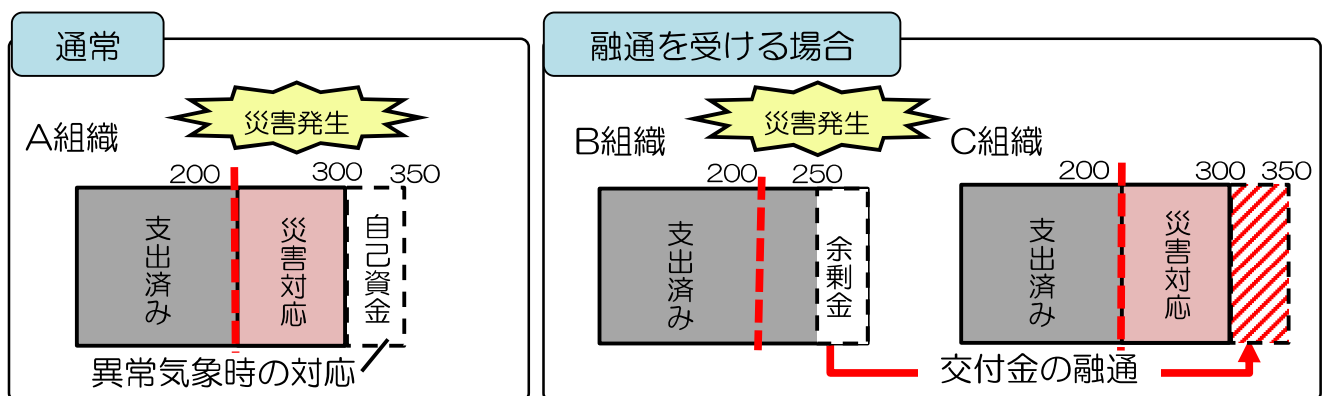 通常
災害発生
A組織
200
300
350
支出済み
災害対応
自己資金
異常気象時の対応
融通を受ける場合
災害発生
B組織
200
250
支出済み
余剰金
C組織
200
300
350
支出済み
災害対応
交付金の融通